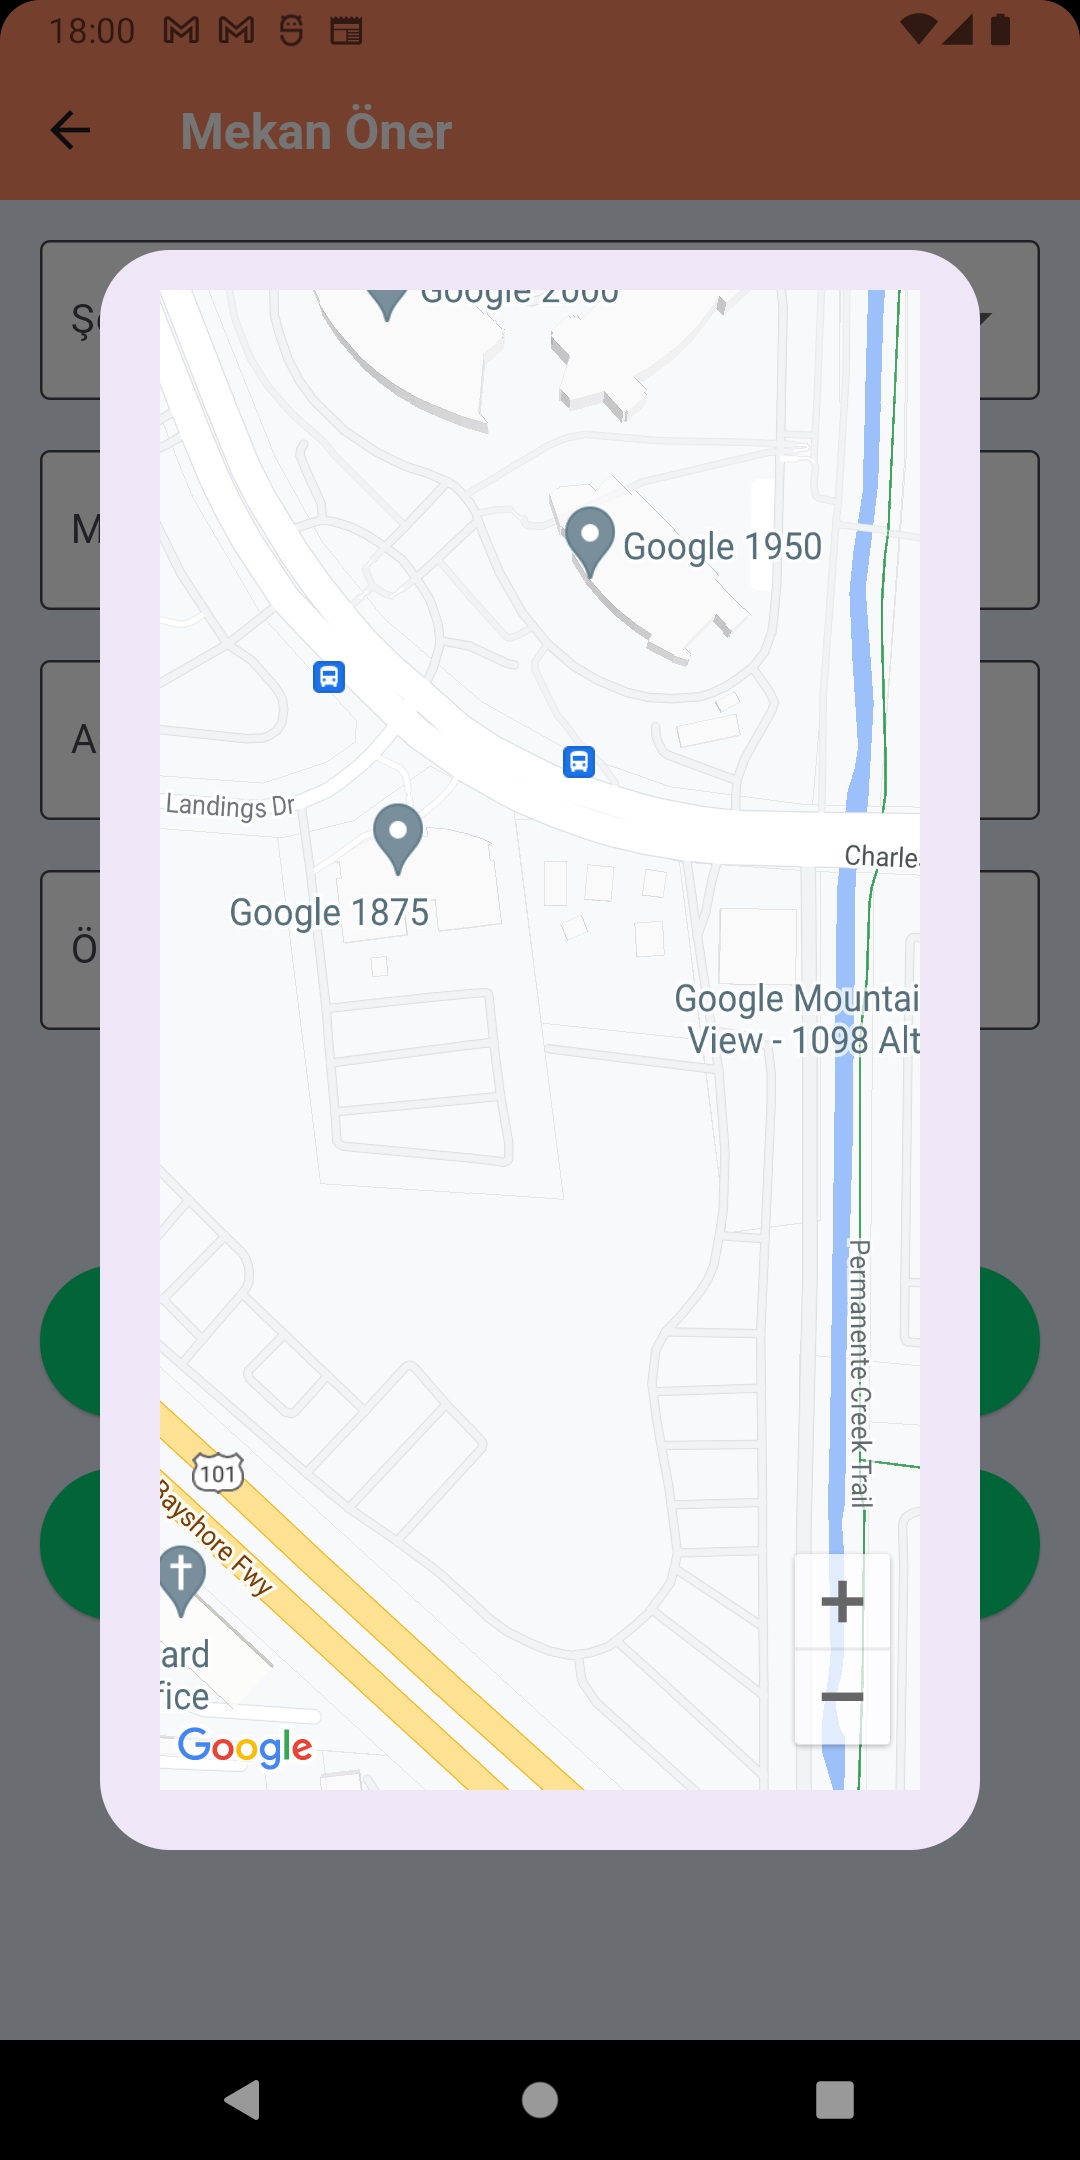 18:00
Mekan Öner
Google 2000
Google 1950
Landings Dr
Charle
Google 1875
Google Mountai
View - 1098 Alt
Permanente Creek Trail
101
Bayshore Fwy
ard
fice
Google
M
A
Ö